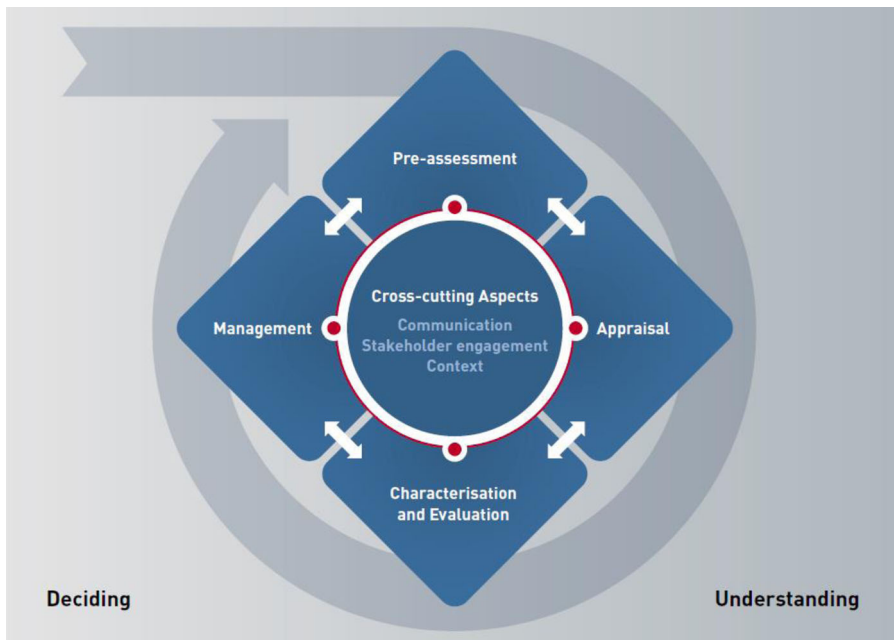 Pre-assessment
Cross-cutting Aspects
Communication
Stakeholder engagement
Context
Management
Appraisal
Characterisation
and Evaluation
Deciding
Understanding